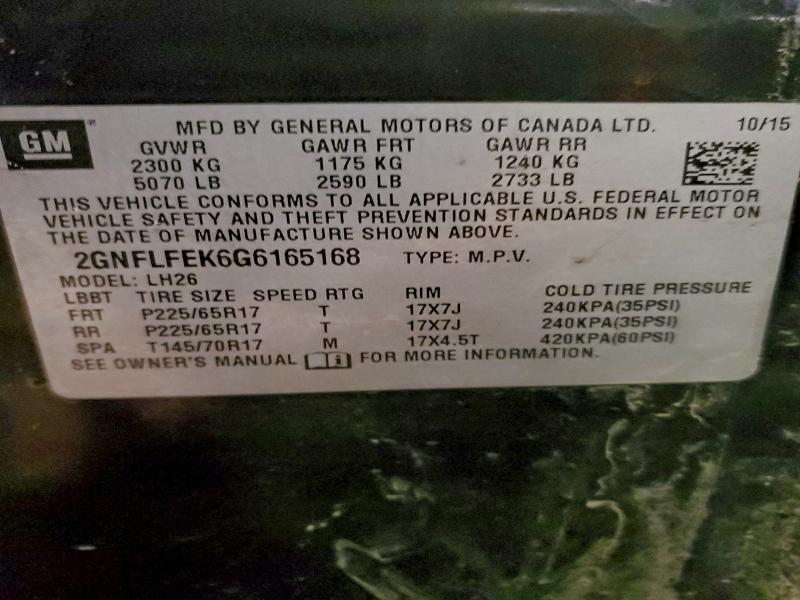 GM
MFD BY GENERAL MOTORS OF CANADA LTD. 10/15
GVWR GAWR FRT GAWR RR
2300 KG 1175 KG 1240 KG
5070 LB 2590 LB 2733 LB
THIS VEHICLE CONFORMS TO ALL APPLICABLE U.S. FEDERAL MOTOR
VEHICLE SAFETY AND THEFT PREVENTION STANDARDS IN EFFECT ON
THE DATE OF MANUFACTURE SHOWN ABOVE.
2GNFLFEK6G6165168 TYPE: M.P.V.
MODEL: LH26
LBBT TIRE SIZE SPEED RTG RIM COLD TIRE PRESSURE
FRT P225/65R17 T 17X7J 240KPA(35PSI)
RR P225/65R17 T 17X7J 240KPA(35PSI)
SPA T145/70R17 M 17X4.5T 420KPA(60PSI)
SEE OWNER'S MANUAL FOR MORE INFORMATION.